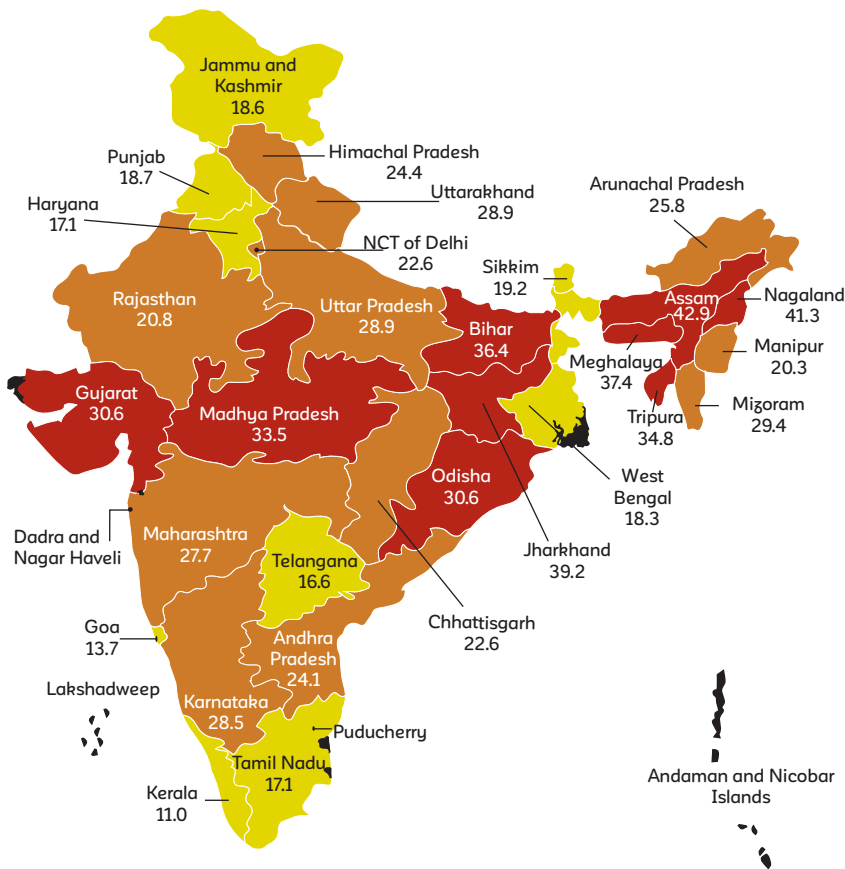 Jammu and
Kashmir
18.6
Punjab
18.7
Himachal Pradesh
24.4
Haryana
17.1
Uttarakhand
28.9
Arunachal Pradesh
25.8
NCT of Delhi
22.6
Sikkim
19.2
Rajasthan
20.8
Uttar Pradesh
28.9
Bihar
36.4
Assam
42.9
Nagaland
41.3
Meghalaya
37.4
Manipur
20.3
Gujarat
30.6
Madhya Pradesh
33.5
Tripura
34.8
Mizoram
29.4
Odisha
30.6
West
Bengal
18.3
Dadra and
Nagar Haveli
Maharashtra
27.7
Telangana
16.6
Jharkhand
39.2
Chhattisgarh
22.6
Goa
13.7
Andhra
Pradesh
24.1
Lakshadweep
Karnataka
28.5
Puducherry
Tamil Nadu
17.1
Kerala
11.0
Andaman and Nicobar
Islands